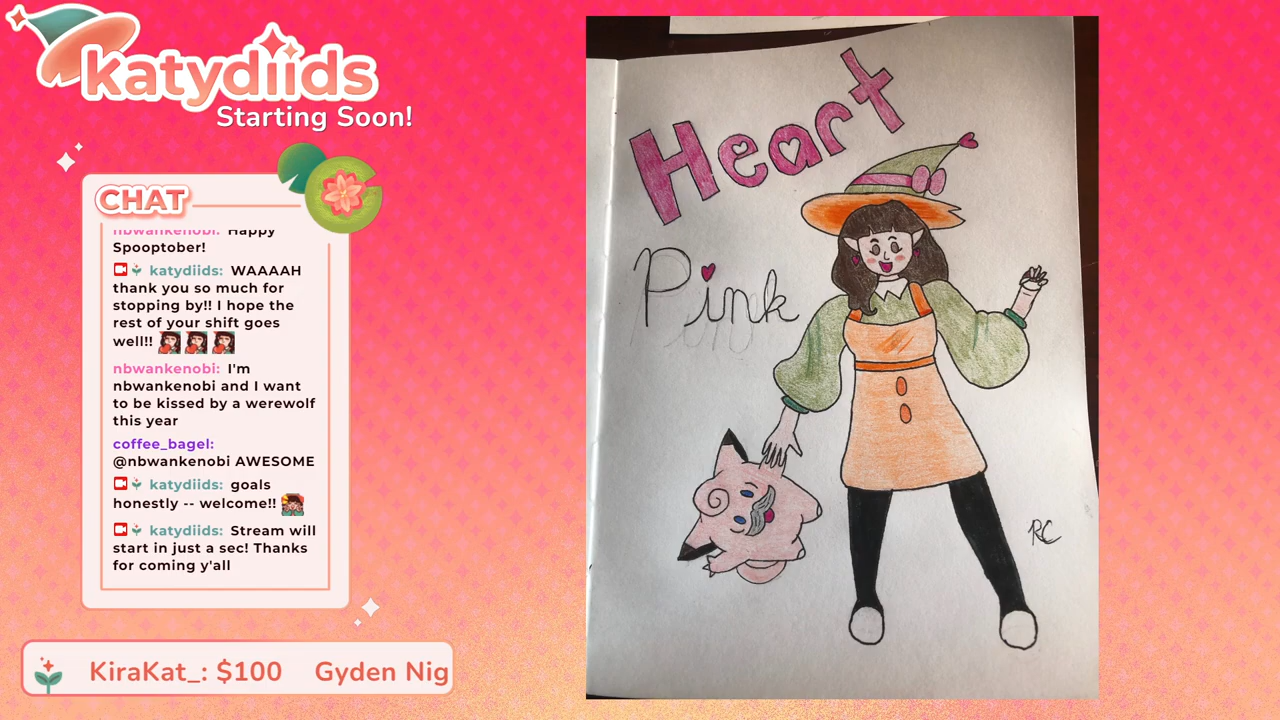 Katydiids
Starting Soon!
CHAT
nbwankenobi: Happy
Spooptober!
katydiids: WAAAAH
thank you so much for
stopping by!! I hope the
rest of your shift goes
well!!
nbwankenobi: I'm
nbwankenobi and I want
to be kissed by a werewolf
this year
coffee_bagel:
@nbwankenobi AWESOME
katydiids: goals
honestly -- welcome!!
katydiids: Stream will
start in just a sec! Thanks
for coming y'all
KiraKat_: $100 Gyden Nig
Heart
Pink
RC